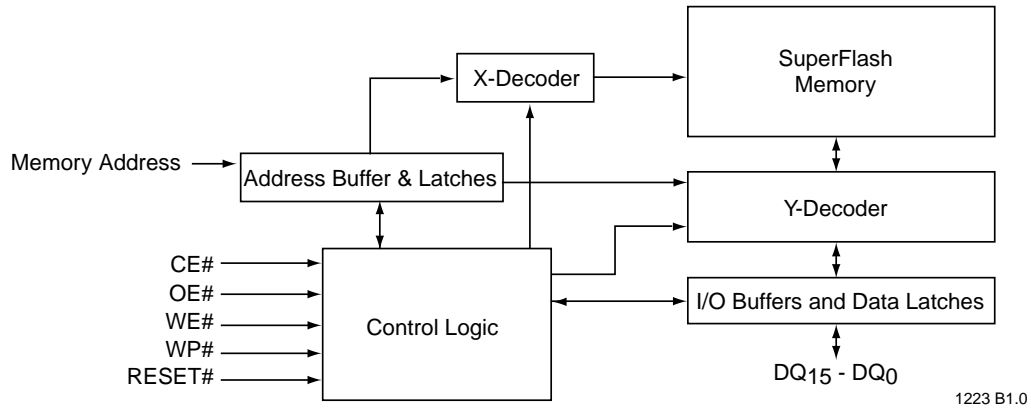 SuperFlash
Memory
X-Decoder
Memory Address
Address Buffer & Latches
Y-Decoder
CE#
OE#
WE#
WP#
RESET#
Control Logic
I/O Buffers and Data Latches
DQ15 - DQ0
1223 B1.0